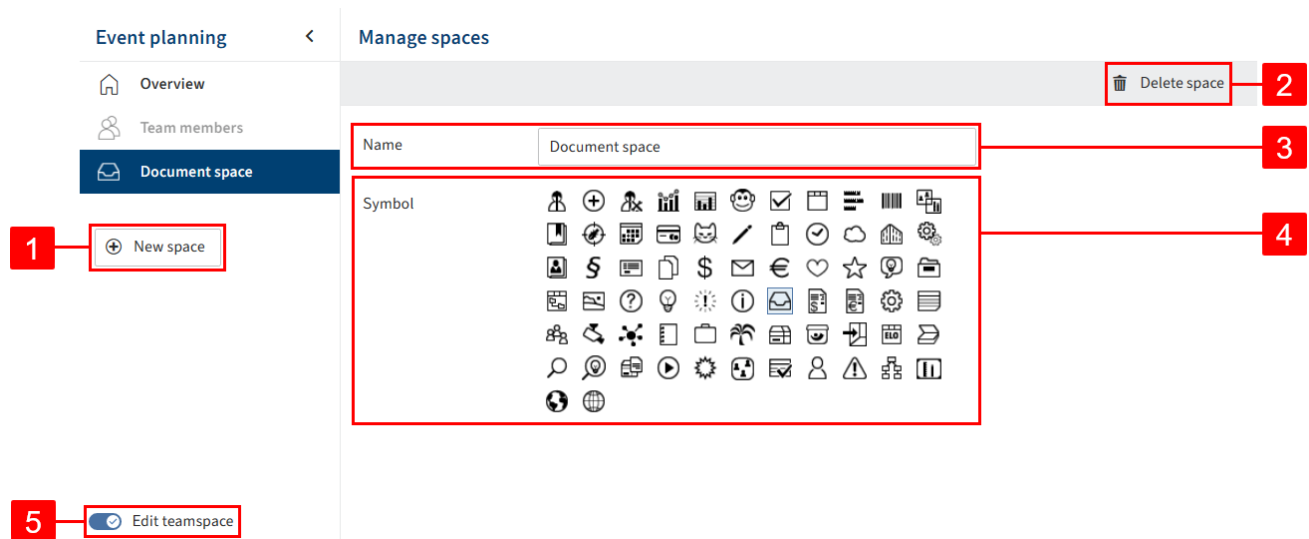 Event planning
Manage spaces
Overview
Delete space
2
Team members
Name
Document space
3
Document space
Symbol
1
New space
4
ELO
5
Edit teamspace